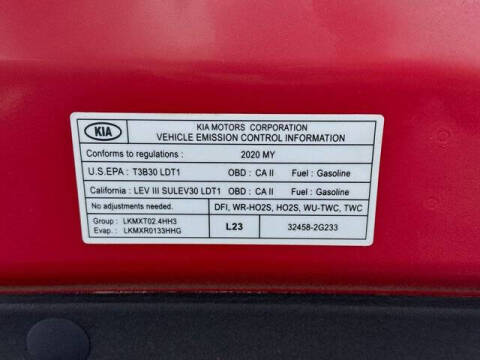 KIA KIA MOTORS CORPORATION
VEHICLE EMISSION CONTROL INFORMATION
Conforms to regulations : 2020 MY
U.S.EPA : T3B30 LDT1 OBD : CA II Fuel : Gasoline
California : LEV III SULEV30 LDT1 OBD : CA II Fuel : Gasoline
No adjustments needed. DFI, WR-HO2S, HO2S, WU-TWC, TWC
Group : LKMXT02.4HH3
Evap. : LKMXR0133HHG L23 32458-2G233